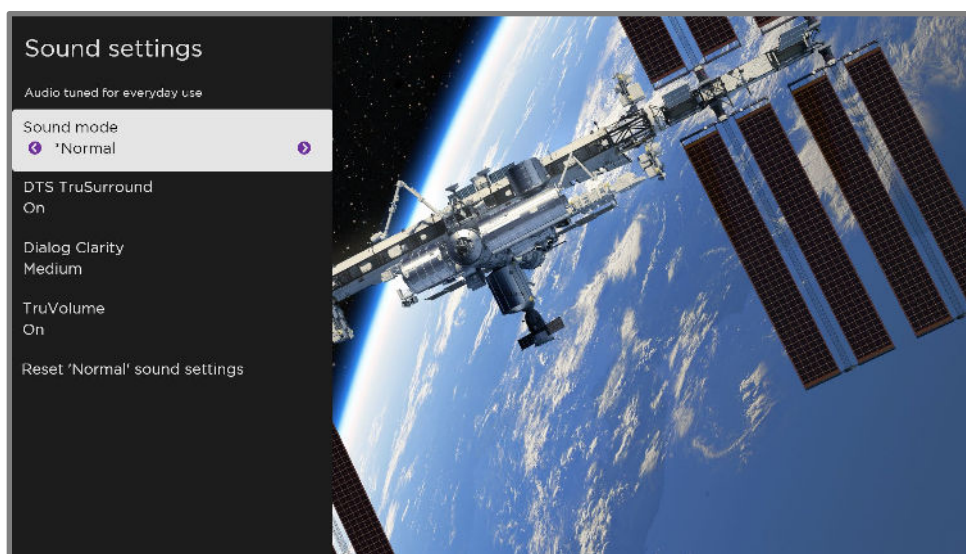 Sound settings
Audio tuned for everyday use
Sound mode
*Normal
DTS TruSurround
On
Dialog Clarity
Medium
TruVolume
On
Reset 'Normal' sound settings